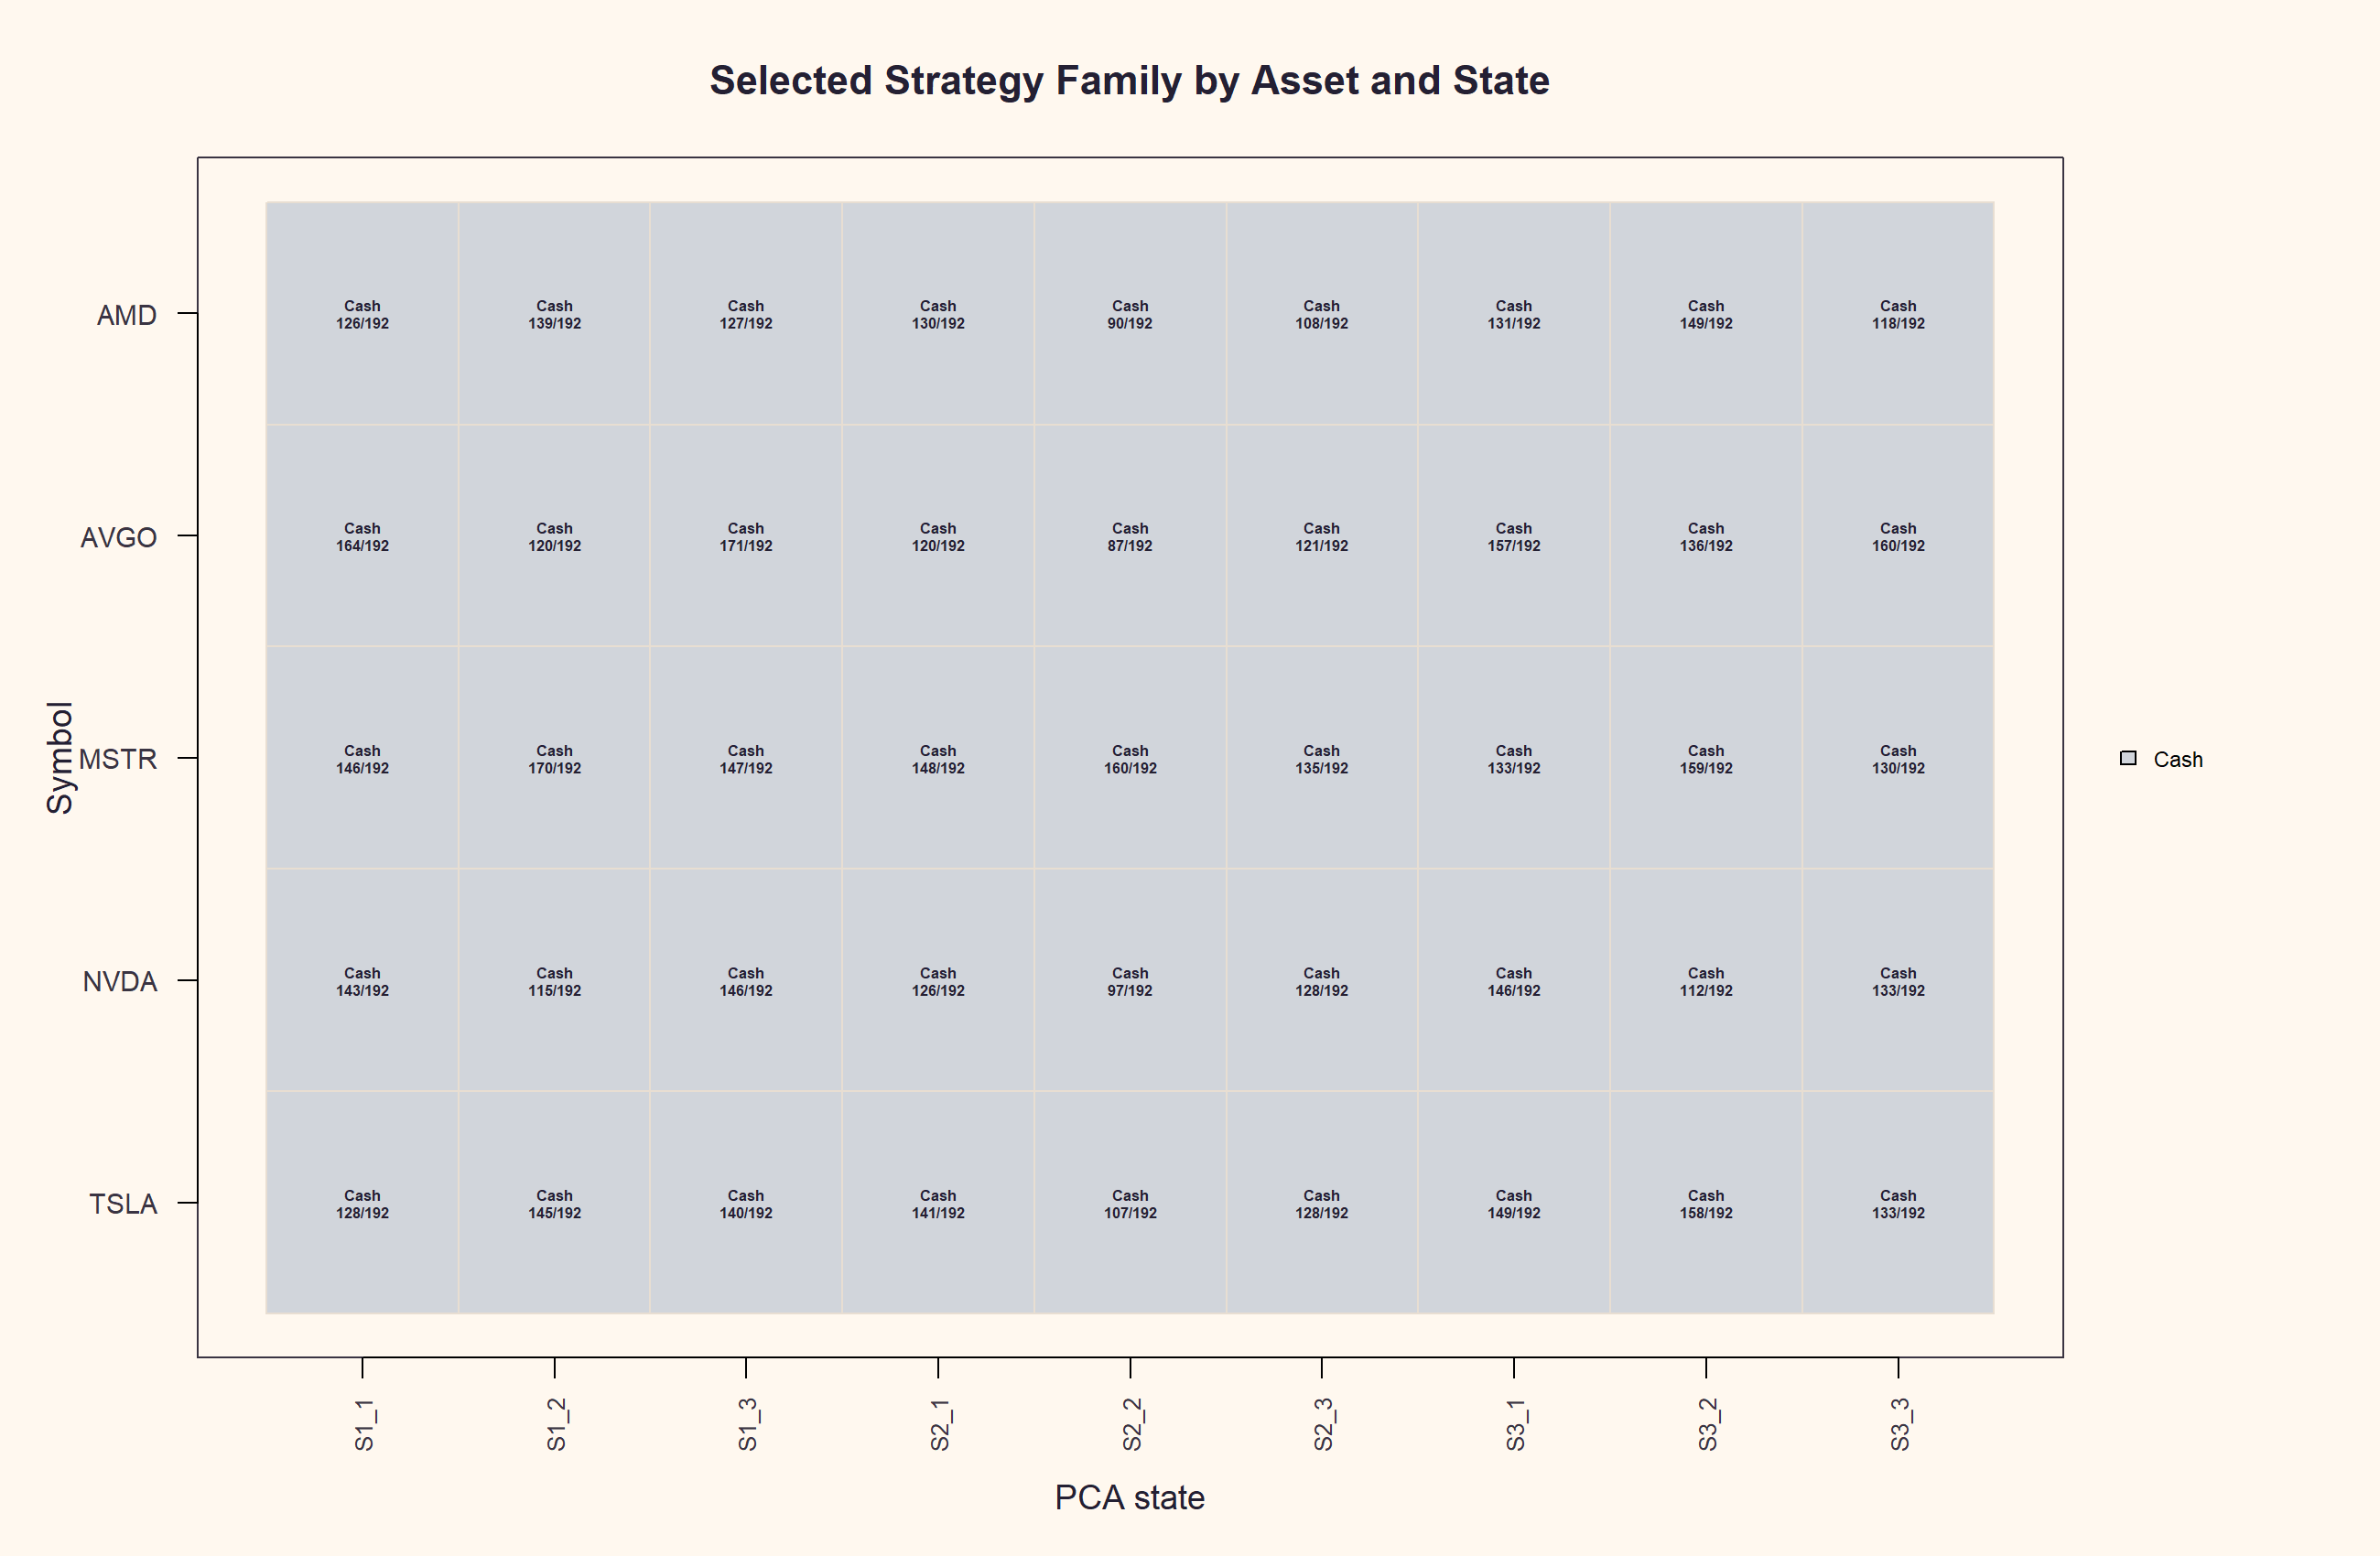 Selected Strategy Family by Asset and State
Symbol
AMD
Cash
126/192
Cash
139/192
Cash
127/192
Cash
130/192
Cash
90/192
Cash
108/192
Cash
131/192
Cash
149/192
Cash
118/192
AVGO
Cash
164/192
Cash
120/192
Cash
171/192
Cash
120/192
Cash
87/192
Cash
121/192
Cash
157/192
Cash
136/192
Cash
160/192
MSTR
Cash
146/192
Cash
170/192
Cash
147/192
Cash
148/192
Cash
160/192
Cash
135/192
Cash
133/192
Cash
159/192
Cash
130/192
NVDA
Cash
143/192
Cash
115/192
Cash
146/192
Cash
126/192
Cash
97/192
Cash
128/192
Cash
146/192
Cash
112/192
Cash
133/192
TSLA
Cash
128/192
Cash
145/192
Cash
140/192
Cash
141/192
Cash
107/192
Cash
128/192
Cash
149/192
Cash
158/192
Cash
133/192
S1_1
S1_2
S1_3
S2_1
S2_2
S2_3
S3_1
S3_2
S3_3
PCA state
Cash